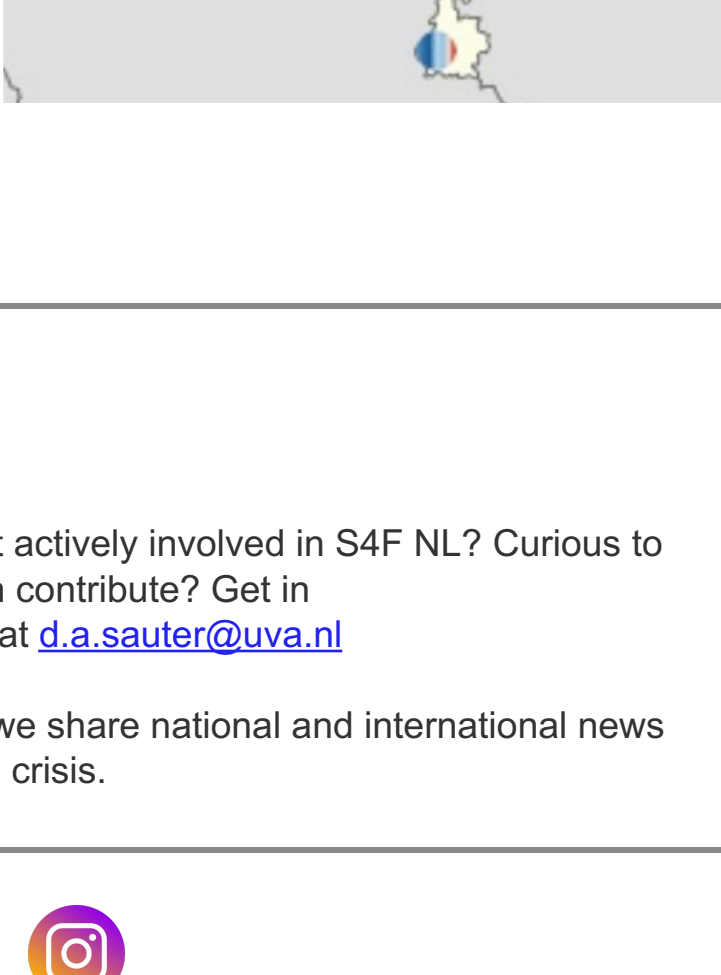 actively involved in S4F NL? Curious to
contribute? Get in
at d.a.sauter@uva.nl
we share national and international news
crisis.